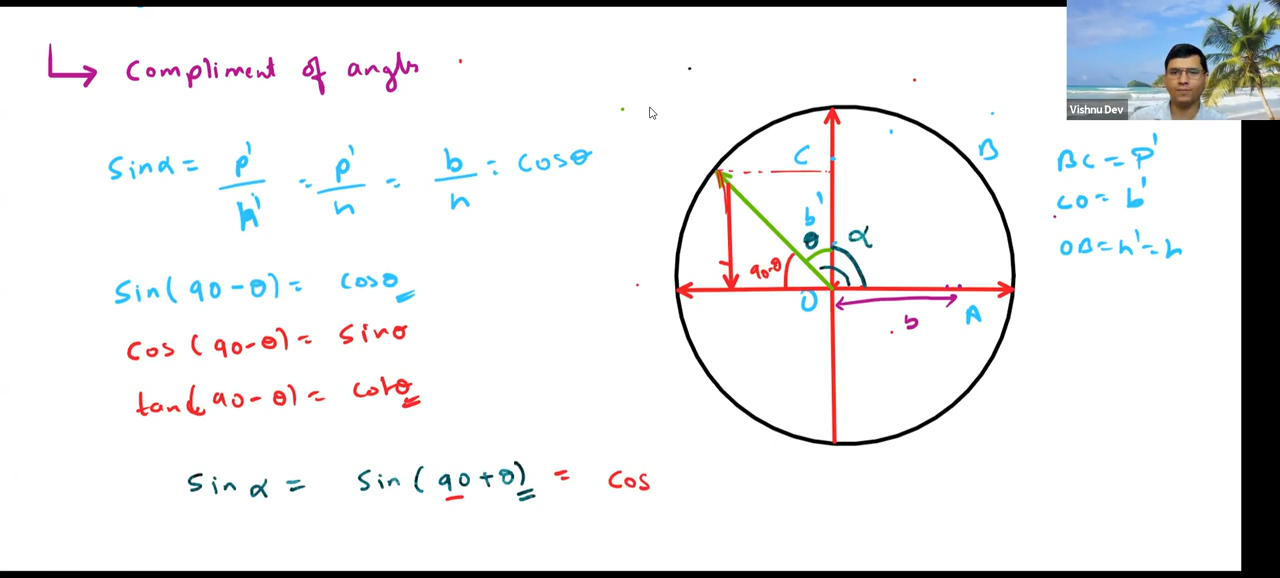 Compliment of angles
Sinα = p'/h' = p'/h = b/h = cosθ
Sin(90-θ) = cosθ
cos(90-θ) = sinθ
tan(90-θ) = cotθ
sinα = sin(90+θ) = cos
C
B
b'
θ
α
90-θ
O
A
b
BC = p'
CO = b'
OB = h' = h
Vishnu Dev